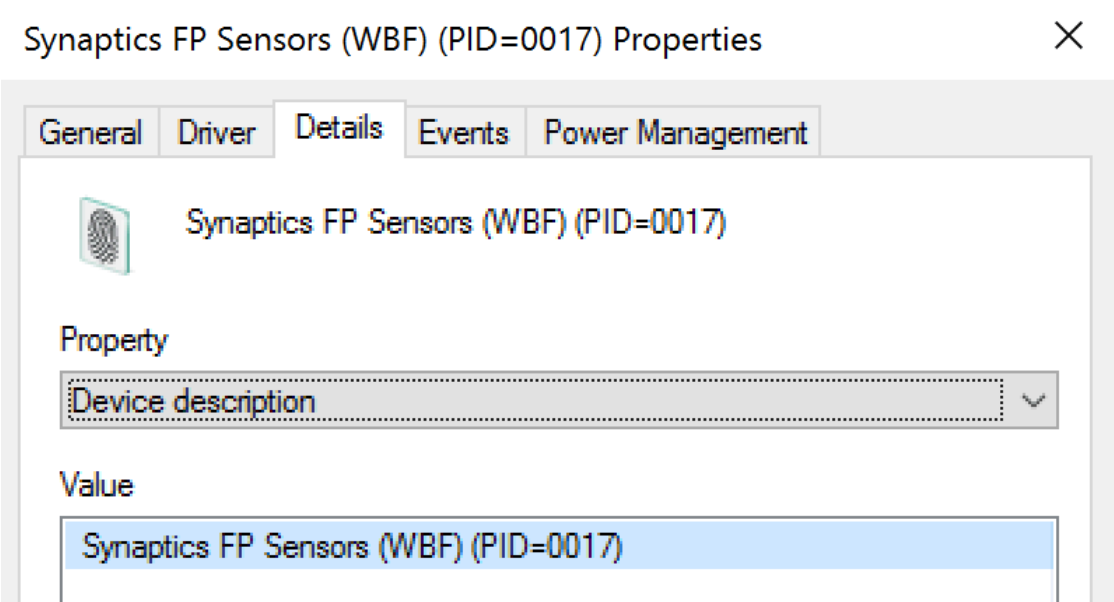 Synaptics FP Sensors (WBF) (PID=0017) Properties
General Driver Details Events Power Management
Synaptics FP Sensors (WBF) (PID=0017)
Property
Device description
Value
Synaptics FP Sensors (WBF) (PID=0017)